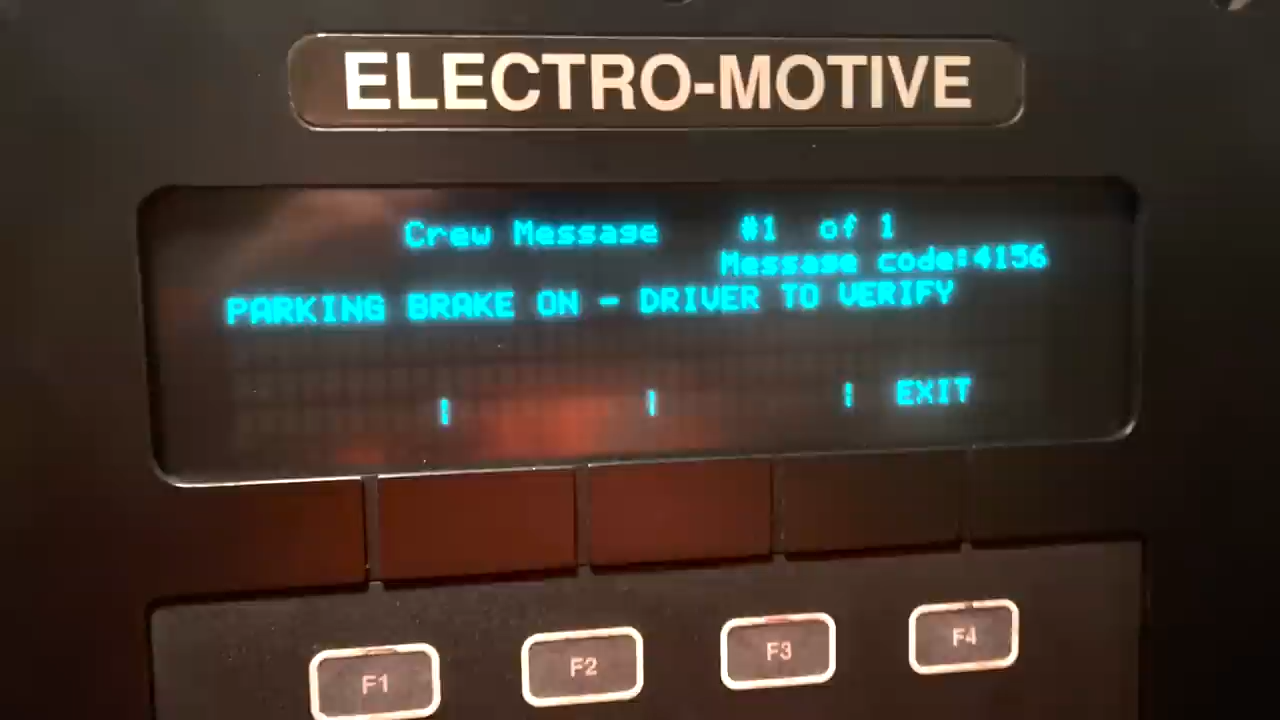 ELECTRO-MOTIVE
Crew Message #1 of 1
Message code:4156
PARKING BRAKE ON - DRIVER TO VERIFY
| | | EXIT
F1 F2 F3 F4